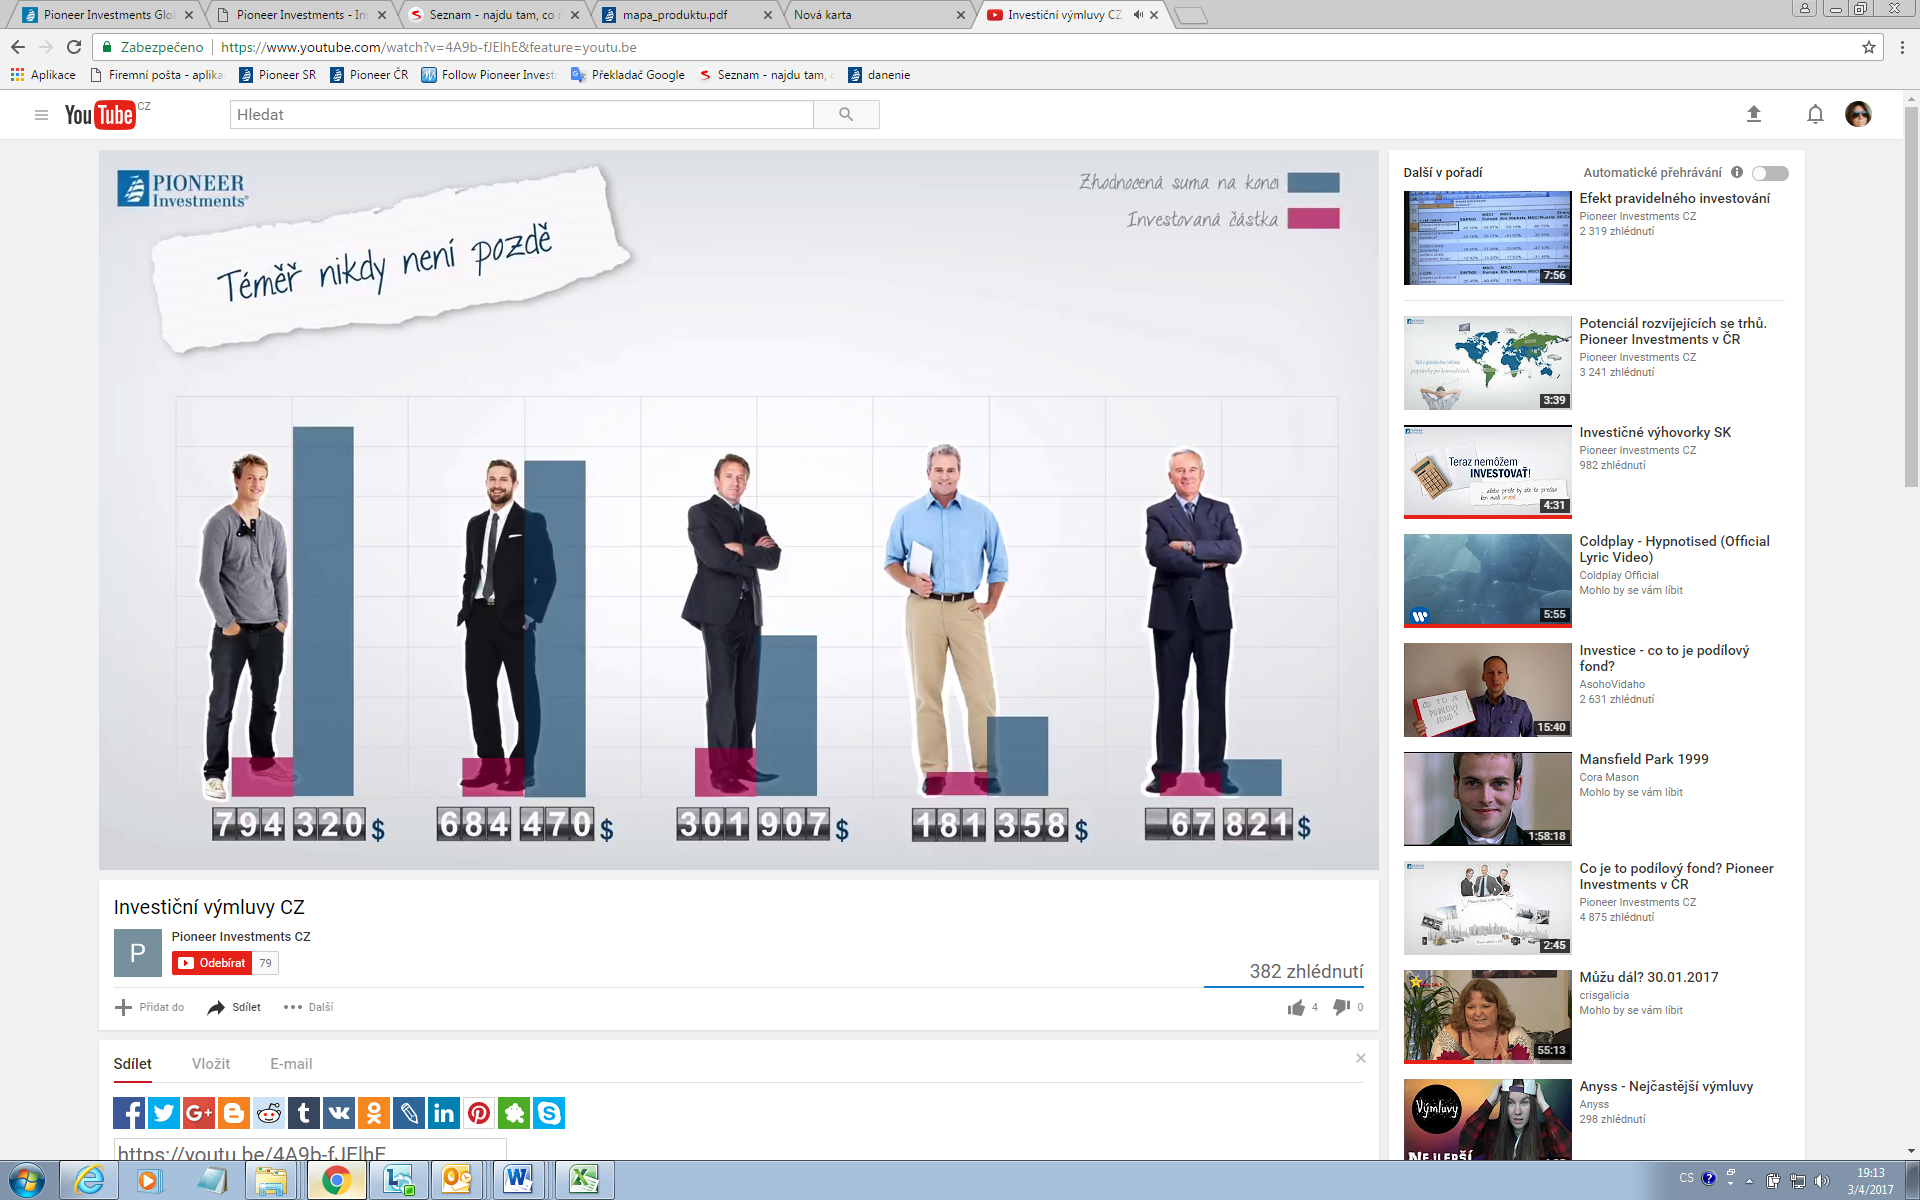 Pioneer Investments Glo
Pioneer Investments - In
Seznam - najdu tam, co
mapa_produktu.pdf
Nová karta
Investiční výmluvy CZ
Zabezpečeno
https://www.youtube.com/watch?v=4A9b-fJElhE&feature=youtu.be
Aplikace
Firemní pošta - aplika
Pioneer SR
Pioneer ČR
Follow Pioneer Invest
Překladač Google
Seznam - najdu tam,
danenie
YouTube CZ
Hledat
PIONEER
Investments®
Téměř nikdy není pozdě
Zhodnocená suma na konci
Investovaná částka
794 320 $
684 470 $
301 907 $
181 358 $
67 821 $
Investiční výmluvy CZ
P
Pioneer Investments CZ
Odebírat 79
382 zhlédnutí
Přidat do
Sdílet
Další
4
0
Sdílet
Vložit
E-mail
https://youtu.be/4A9b-fJElhE
Další v pořadí
Automatické přehrávání
7:56
Efekt pravidelného investování
Pioneer Investments CZ
2 319 zhlédnutí
3:39
Potenciál rozvíjejících se trhů.
Pioneer Investments v ČR
Pioneer Investments CZ
3 241 zhlédnutí
Teraz nemôžem
INVESTOVAŤ!
4:31
Investičné výhovorky SK
Pioneer Investments CZ
982 zhlédnutí
5:55
Coldplay - Hypnotised (Official
Lyric Video)
Coldplay Official
Mohlo by se vám líbit
CO TO JE
PODÍLOVÝ
FOND?
15:40
Investice - co to je podílový
fond?
AsohoVidaho
2 631 zhlédnutí
1:58:18
Mansfield Park 1999
Cora Mason
Mohlo by se vám líbit
2:45
Co je to podílový fond? Pioneer
Investments v ČR
Pioneer Investments CZ
4 875 zhlédnutí
55:13
Můžu dál? 30.01.2017
crisgalicia
Mohlo by se vám líbit
Výmluvy
NEJLEPŠÍ
Anyss - Nejčastější výmluvy
Anyss
298 zhlédnutí
CS
19:13
3/4/2017